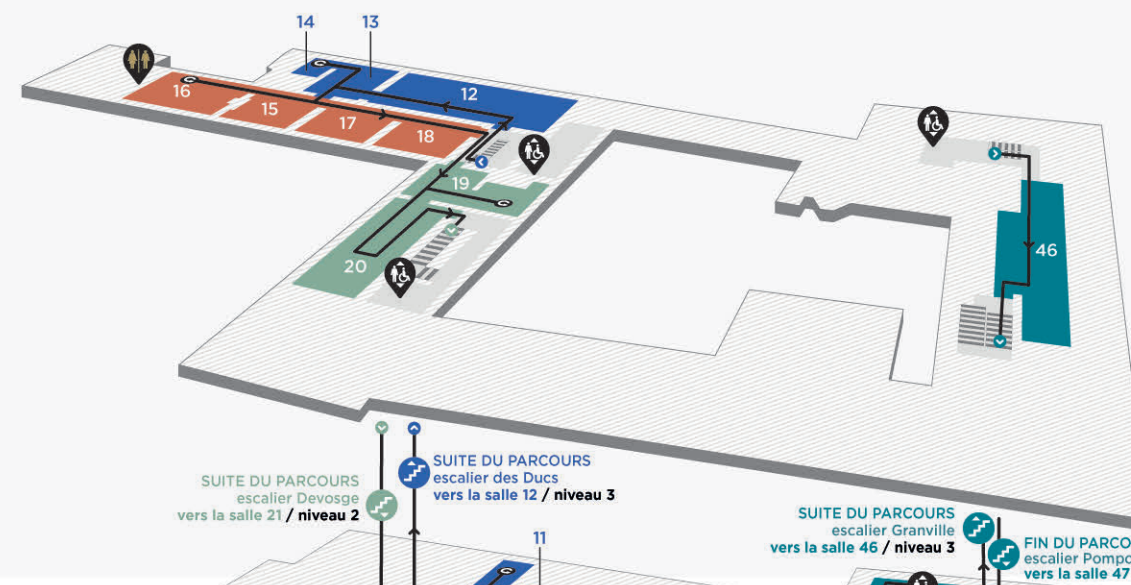 14
13
12
16
15
17
18
19
20
46
SUITE DU PARCOURS
escalier Devosge
vers la salle 21 / niveau 2
SUITE DU PARCOURS
escalier des Ducs
vers la salle 12 / niveau 3
11
SUITE DU PARCOURS
escalier Granville
vers la salle 46 / niveau 3
FIN DU
escalier
vers la salle 47